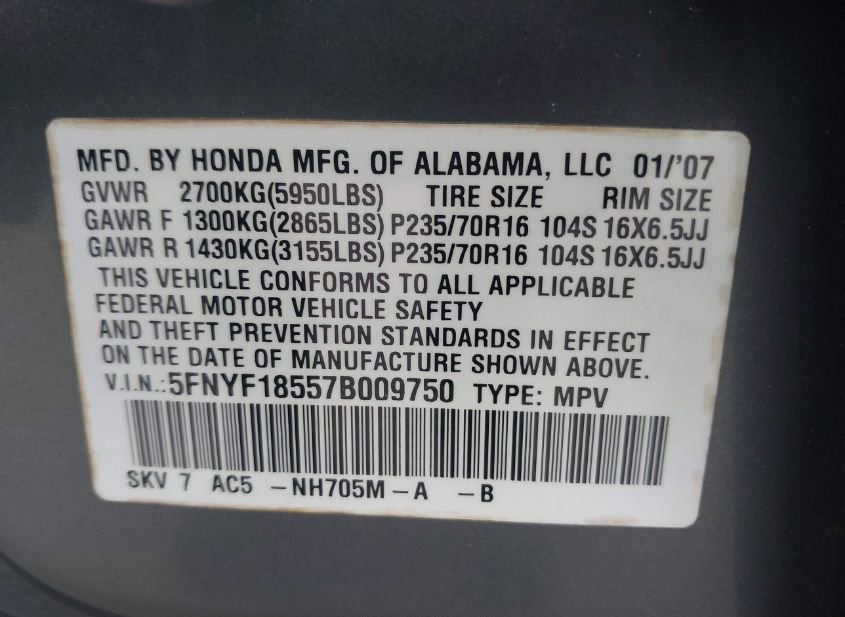 MFD. BY HONDA MFG. OF ALABAMA, LLC 01/'07
GVWR 2700KG(5950LBS) TIRE SIZE RIM SIZE
GAWR F 1300KG(2865LBS) P235/70R16 104S 16X6.5JJ
GAWR R 1430KG(3155LBS) P235/70R16 104S 16X6.5JJ
THIS VEHICLE CONFORMS TO ALL APPLICABLE
FEDERAL MOTOR VEHICLE SAFETY
AND THEFT PREVENTION STANDARDS IN EFFECT
ON THE DATE OF MANUFACTURE SHOWN ABOVE.
V.I.N.:5FNYF18557B009750 TYPE: MPV
SKV 7 AC5 -NH705M-A -B